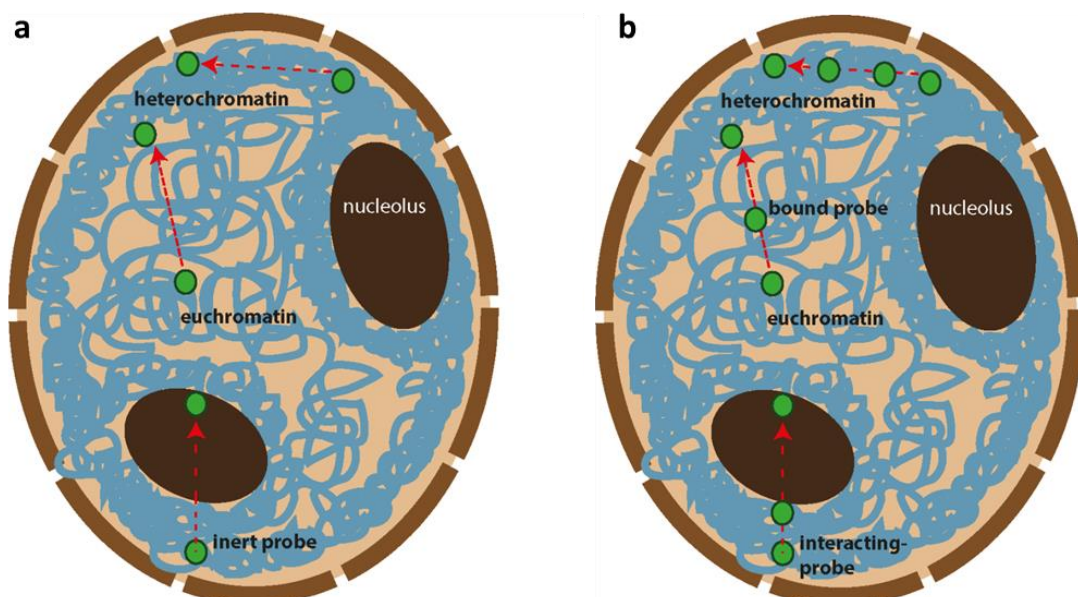 a
heterochromatin
nucleolus
euchromatin
inert probe
b
heterochromatin
bound probe
nucleolus
euchromatin
interacting-
probe